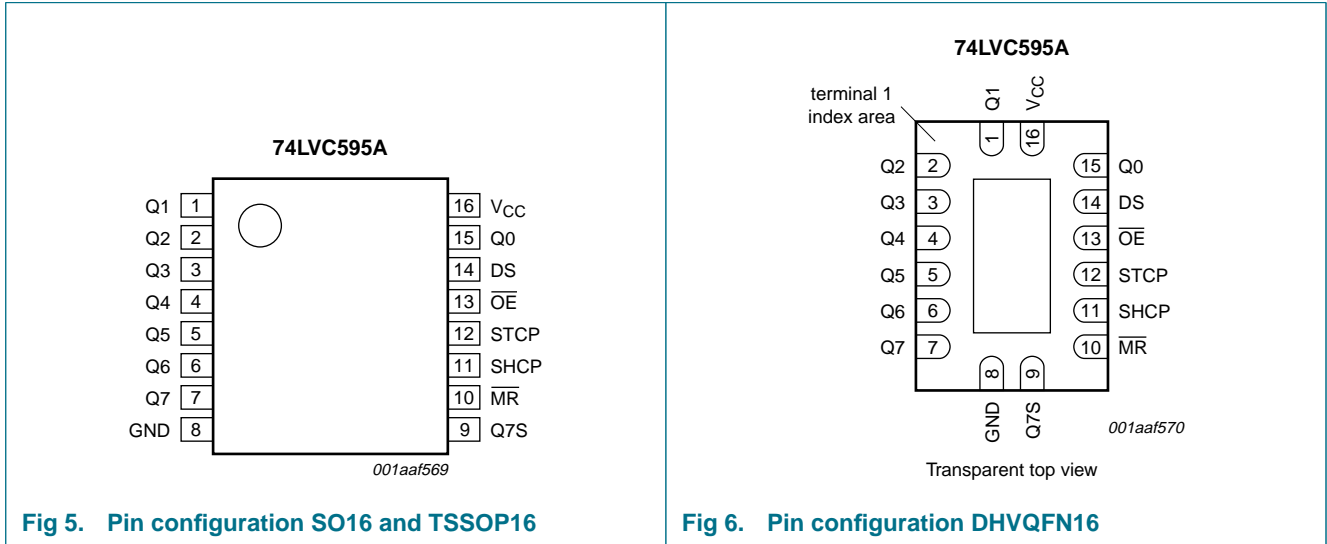 74LVC595A
Q1 1 16 VCC
Q2 2 15 Q0
Q3 3 14 DS
Q4 4 13 OE
Q5 5 12 STCP
Q6 6 11 SHCP
Q7 7 10 MR
GND 8 9 Q7S
001aaf569
Fig 5. Pin configuration SO16 and TSSOP16
74LVC595A
terminal 1
index area
Q1 VCC
1 16
Q2 2 15 Q0
Q3 3 14 DS
Q4 4 13 OE
Q5 5 12 STCP
Q6 6 11 SHCP
Q7 7 10 MR
8 9
GND Q7S
001aaf570
Transparent top view
Fig 6. Pin configuration DHVQFN16